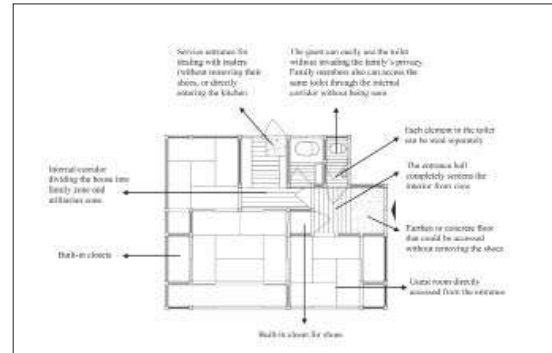 Service entrance for
dealing with traders
(without removing their
shoes, or directly
entering the kitchen
The guest can easily use the toilet
without invading the family's privacy.
Family members also can access the
same toilet through the internal
corridor without being seen
Each element in the toilet
can be used separately
The entrance hall
completely screens the
interior from view
Internal corridor
dividing the house into
family zone and
utilitarian zone
Earthen or concrete floor
that could be accessed
without removing the shoes
Built-in closets
Guest room directly
accessed from the entrance
Built-in closet for shoes